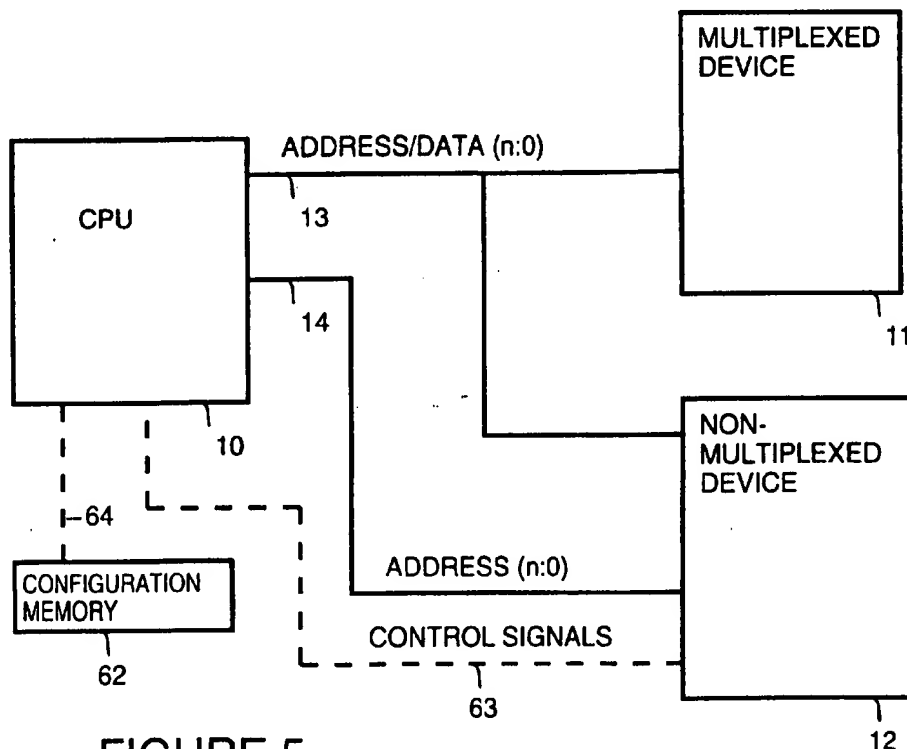 MULTIPLEXED
DEVICE
ADDRESS/DATA (n:0)
CPU
13
14
11
10
NON-
MULTIPLEXED
DEVICE
64
ADDRESS (n:0)
CONFIGURATION
MEMORY
CONTROL SIGNALS
62
63
12
FIGURE 5